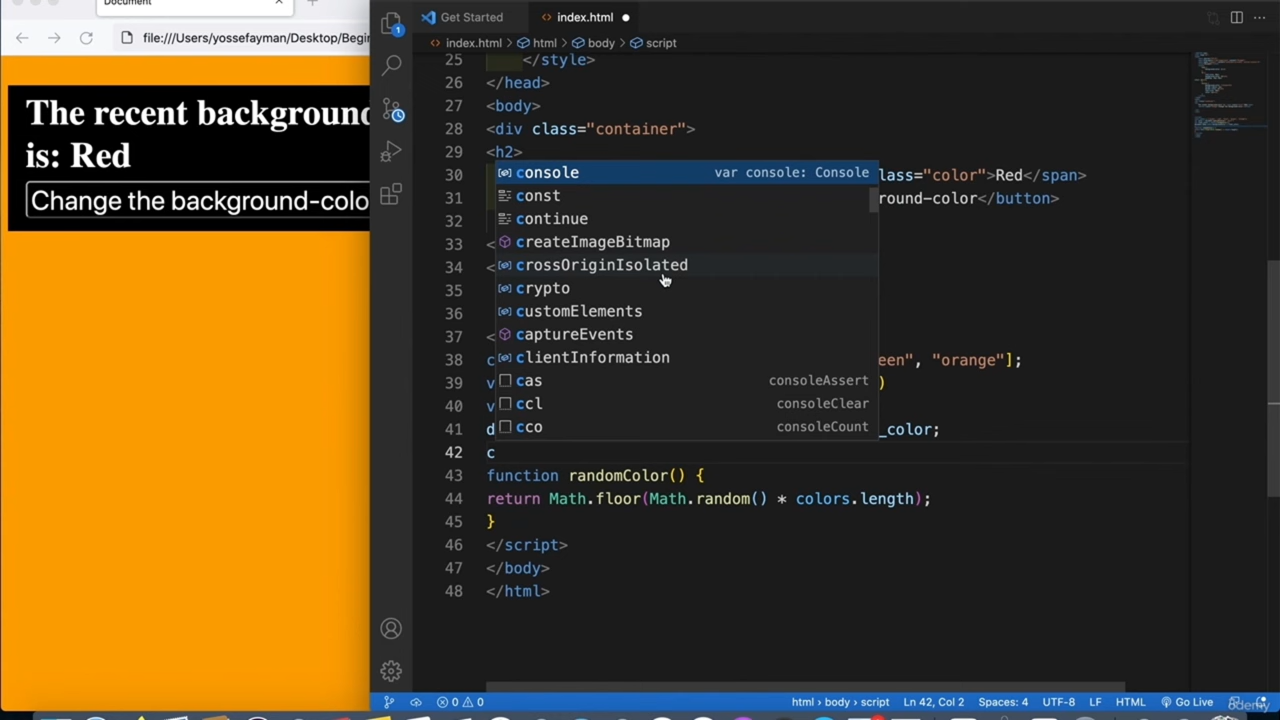 Document
file:///Users/yossefayman/Desktop/Begi
The recent background
is: Red
Change the background-colo
1
Get Started
index.html
index.html > html > body > script
25 </style>
26 </head>
27 <body>
28 <div class="container">
29 <h2>
30 lass="color">Red</span>
31 round-color</button>
32
33 <
34 <
35
36
37 <
38 c een", "orange"];
39 v )
40 v
41 d _color;
42 c
43 function randomColor() {
44 return Math.floor(Math.random() * colors.length);
45 }
46 </script>
47 </body>
48 </html>
console var console: Console
const
continue
createImageBitmap
crossOriginIsolated
crypto
customElements
captureEvents
clientInformation
cas consoleAssert
ccl consoleClear
cco consoleCount
0 0
html > body > script Ln 42, Col 2 Spaces: 4 UTF-8 LF HTML Go Live
ûdemy